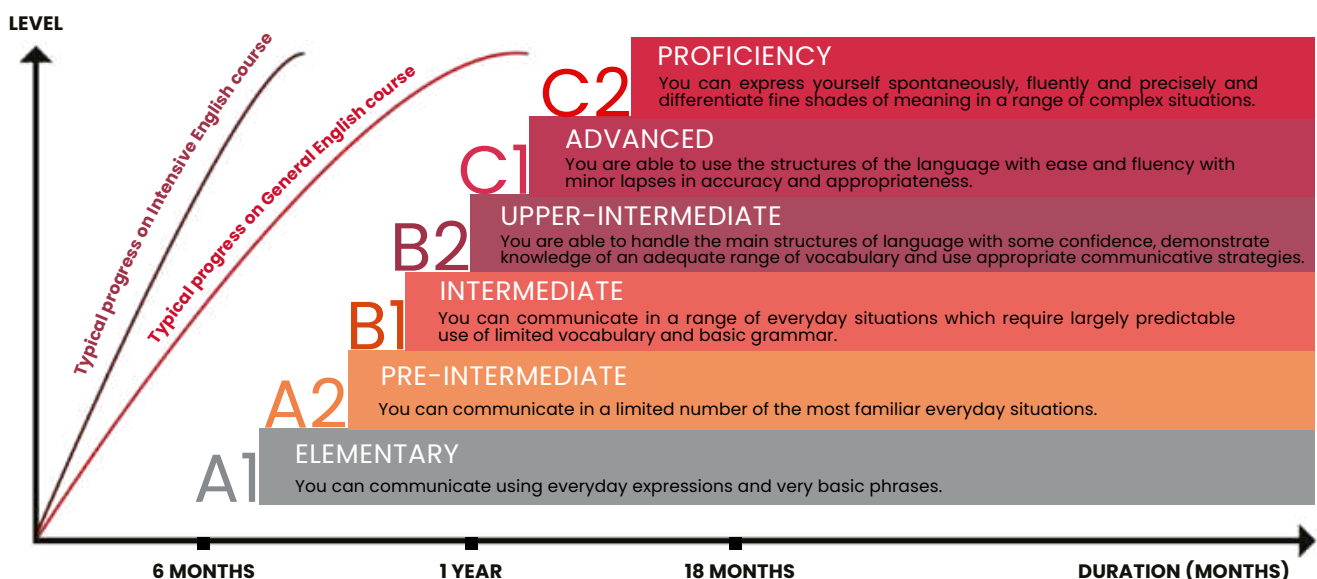 LEVEL
Typical progress on Intensive English course
Typical progress on General English course
C2
PROFICIENCY
You can express yourself spontaneously, fluently and precisely and
differentiate fine shades of meaning in a range of complex situations.
C1
ADVANCED
You are able to use the structures of the language with ease and fluency with
minor lapses in accuracy and appropriateness.
B2
UPPER-INTERMEDIATE
You are able to handle the main structures of language with some confidence, demonstrate
knowledge of an adequate range of vocabulary and use appropriate communicative strategies.
B1
INTERMEDIATE
You can communicate in a range of everyday situations which require largely predictable
use of limited vocabulary and basic grammar.
A2
PRE-INTERMEDIATE
You can communicate in a limited number of the most familiar everyday situations.
A1
ELEMENTARY
You can communicate using everyday expressions and very basic phrases.
6 MONTHS
1 YEAR
18 MONTHS
DURATION (MONTHS)